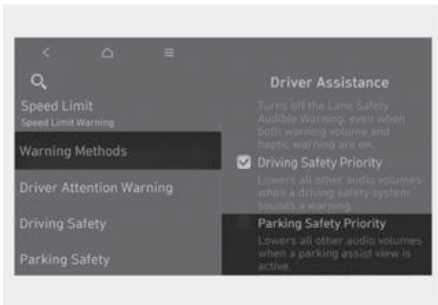 Speed Limit
Speed Limit Warning
Warning Methods
Driver Attention Warning
Driving Safety
Parking Safety
Driver Assistance
Turns off the Lane Safety
Audible Warning, even when
both warning volume and
haptic warning are on.
Driving Safety Priority
Lowers all other audio volumes
when a driving safety system
sounds a warning.
Parking Safety Priority
Lowers all other audio volumes
when a parking assist view is
active.